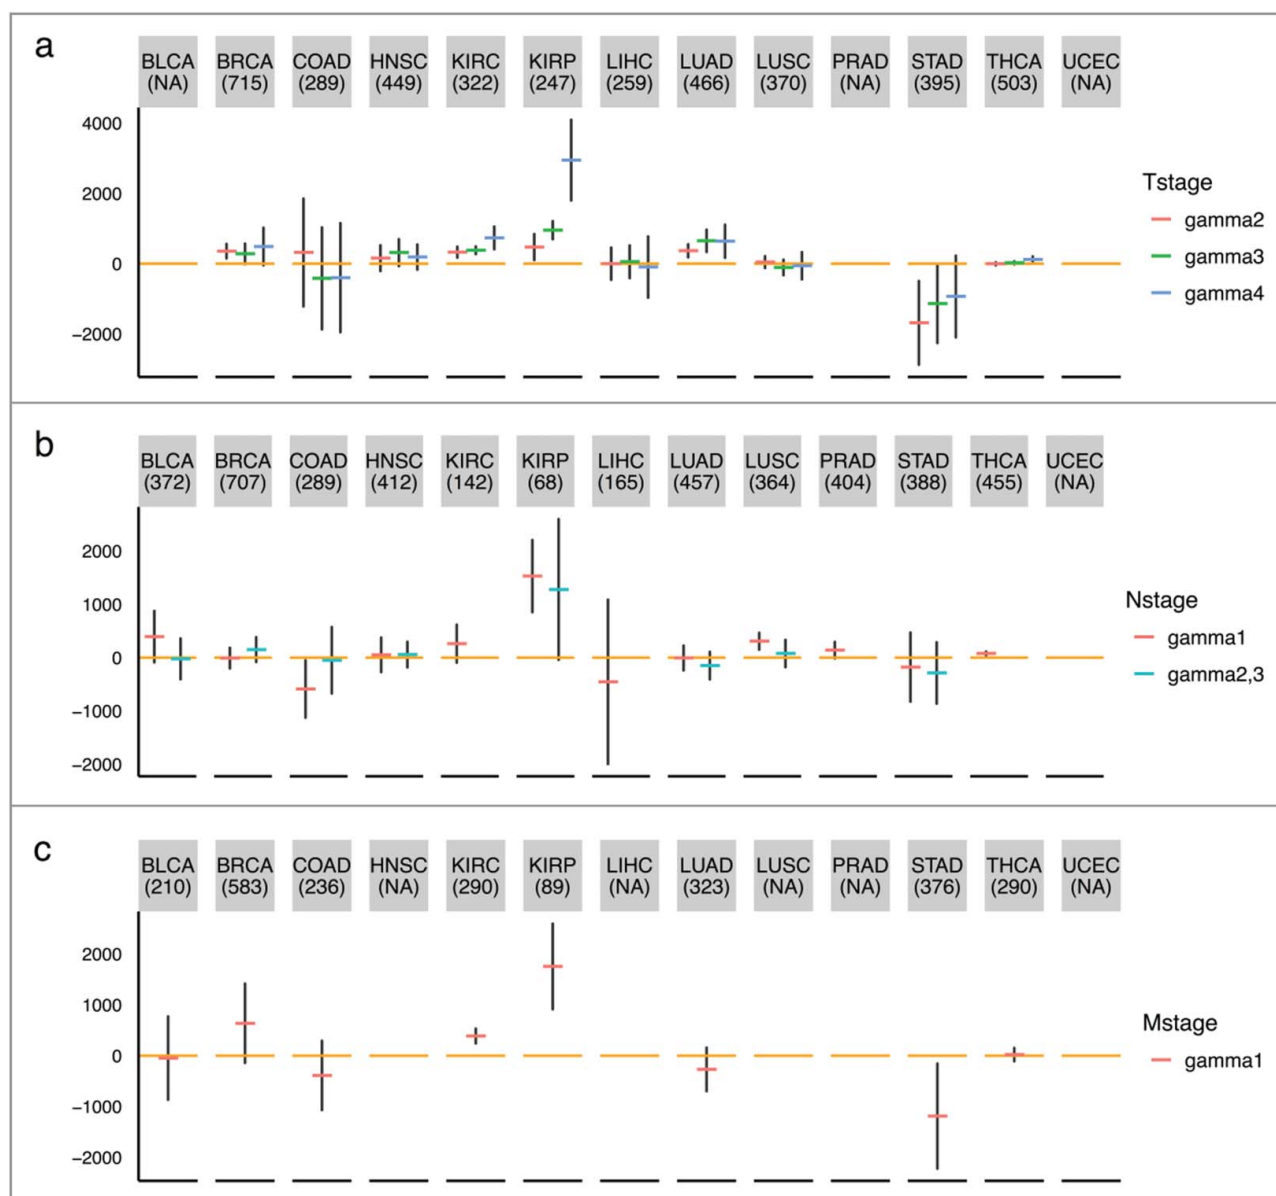 a
BLCA BRCA COAD HNSC KIRC KIRP LIHC LUAD LUSC PRAD STAD THCA UCEC
(NA) (715) (289) (449) (322) (247) (259) (466) (370) (NA) (395) (503) (NA)
4000
2000
0
−2000
Tstage
gamma2
gamma3
gamma4
b
BLCA BRCA COAD HNSC KIRC KIRP LIHC LUAD LUSC PRAD STAD THCA UCEC
(372) (707) (289) (412) (142) (68) (165) (457) (364) (404) (388) (455) (NA)
2000
1000
0
−1000
−2000
Nstage
gamma1
gamma2,3
c
BLCA BRCA COAD HNSC KIRC KIRP LIHC LUAD LUSC PRAD STAD THCA UCEC
(210) (583) (236) (NA) (290) (89) (NA) (323) (NA) (NA) (376) (290) (NA)
2000
1000
0
−1000
−2000
Mstage
gamma1